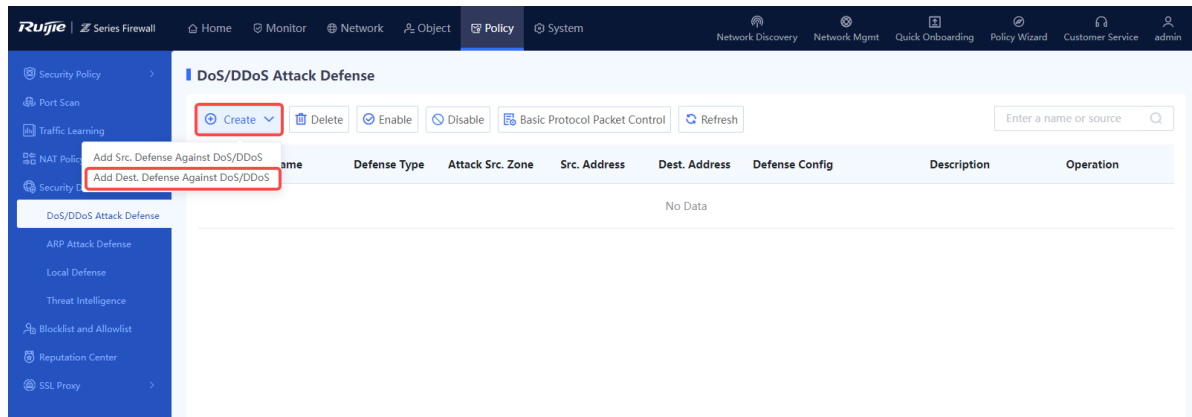 Ruijie | Z Series Firewall
Home Monitor Network Object Policy System
Network Discovery Network Mgmt Quick Onboarding Policy Wizard Customer Service admin
Security Policy
Port Scan
Traffic Learning
NAT Policy
DoS/DDoS Attack Defense
ARP Attack Defense
Local Defense
Threat Intelligence
Blocklist and Allowlist
Reputation Center
SSL Proxy
DoS/DDoS Attack Defense
Create Delete Enable Disable Basic Protocol Packet Control Refresh Enter a name or source
Add Src. Defense Against DoS/DDoS
Add Dest. Defense Against DoS/DDoS
Defense Type Attack Src. Zone Src. Address Dest. Address Defense Config Description Operation
No Data